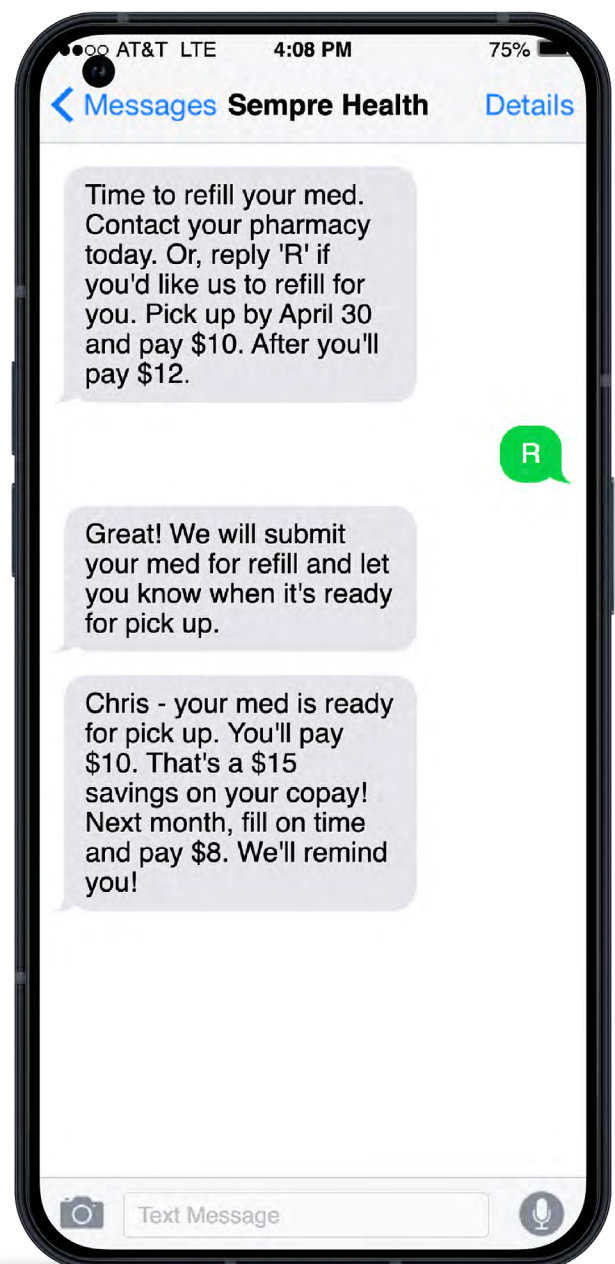 AT&T LTE 4:08 PM 75%
Messages Sempre Health Details
Time to refill your med.
Contact your pharmacy
today. Or, reply 'R' if
you'd like us to refill for
you. Pick up by April 30
and pay $10. After you'll
pay $12.
R
Great! We will submit
your med for refill and let
you know when it's ready
for pick up.
Chris - your med is ready
for pick up. You'll pay
$10. That's a $15
savings on your copay!
Next month, fill on time
and pay $8. We'll remind
you!
Text Message